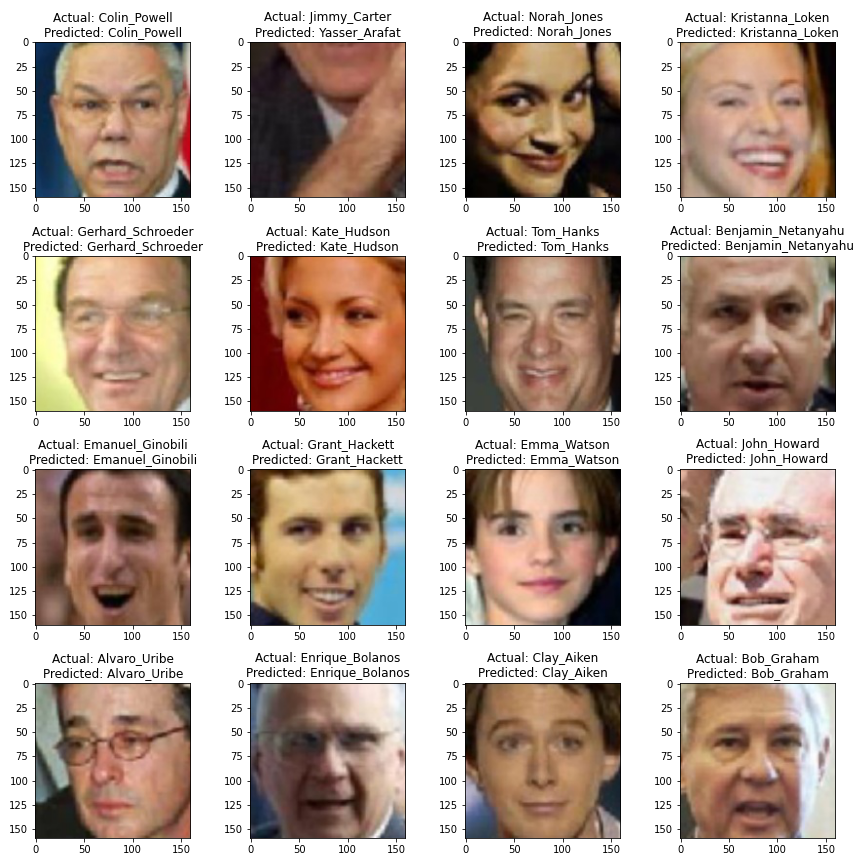 Actual: Colin_Powell
Predicted: Colin_Powell
Actual: Jimmy_Carter
Predicted: Yasser_Arafat
Actual: Norah_Jones
Predicted: Norah_Jones
Actual: Kristanna_Loken
Predicted: Kristanna_Loken
0
25
50
75
100
125
150
0 50 100 150
0
25
50
75
100
125
150
0 50 100 150
0
25
50
75
100
125
150
0 50 100 150
0
25
50
75
100
125
150
0 50 100 150
Actual: Gerhard_Schroeder
Predicted: Gerhard_Schroeder
Actual: Kate_Hudson
Predicted: Kate_Hudson
Actual: Tom_Hanks
Predicted: Tom_Hanks
Actual: Benjamin_Netanyahu
Predicted: Benjamin_Netanyahu
0
25
50
75
100
125
150
0 50 100 150
0
25
50
75
100
125
150
0 50 100 150
0
25
50
75
100
125
150
0 50 100 150
0
25
50
75
100
125
150
0 50 100 150
Actual: Emanuel_Ginobili
Predicted: Emanuel_Ginobili
Actual: Grant_Hackett
Predicted: Grant_Hackett
Actual: Emma_Watson
Predicted: Emma_Watson
Actual: John_Howard
Predicted: John_Howard
0
25
50
75
100
125
150
0 50 100 150
0
25
50
75
100
125
150
0 50 100 150
0
25
50
75
100
125
150
0 50 100 150
0
25
50
75
100
125
150
0 50 100 150
Actual: Alvaro_Uribe
Predicted: Alvaro_Uribe
Actual: Enrique_Bolanos
Predicted: Enrique_Bolanos
Actual: Clay_Aiken
Predicted: Clay_Aiken
Actual: Bob_Graham
Predicted: Bob_Graham
0
25
50
75
100
125
150
0 50 100 150
0
25
50
75
100
125
150
0 50 100 150
0
25
50
75
100
125
150
0 50 100 150
0
25
50
75
100
125
150
0 50 100 150